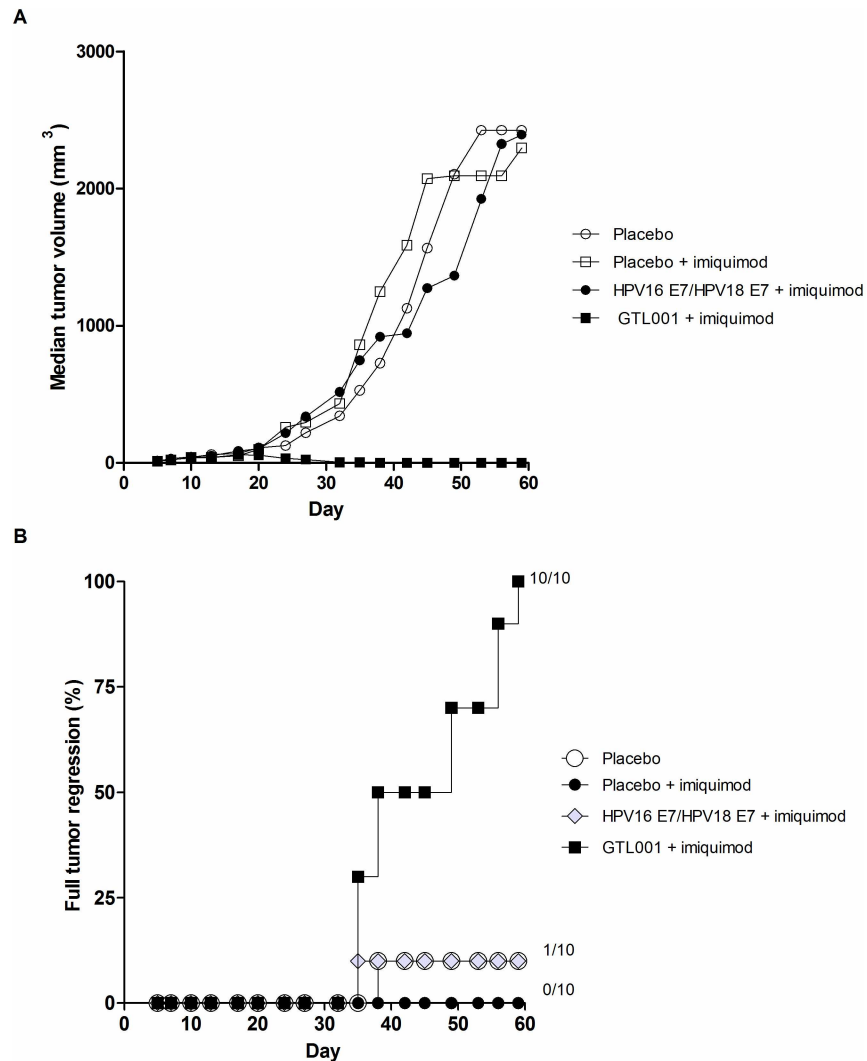 A
3000
2000
1000
0
Median tumor volume (mm 3)
0 10 20 30 40 50 60
Day
Placebo
Placebo + imiquimod
HPV16 E7/HPV18 E7 + imiquimod
GTL001 + imiquimod
B
100
75
50
25
0
Full tumor regression (%)
0 10 20 30 40 50 60
Day
10/10
1/10
0/10
Placebo
Placebo + imiquimod
HPV16 E7/HPV18 E7 + imiquimod
GTL001 + imiquimod